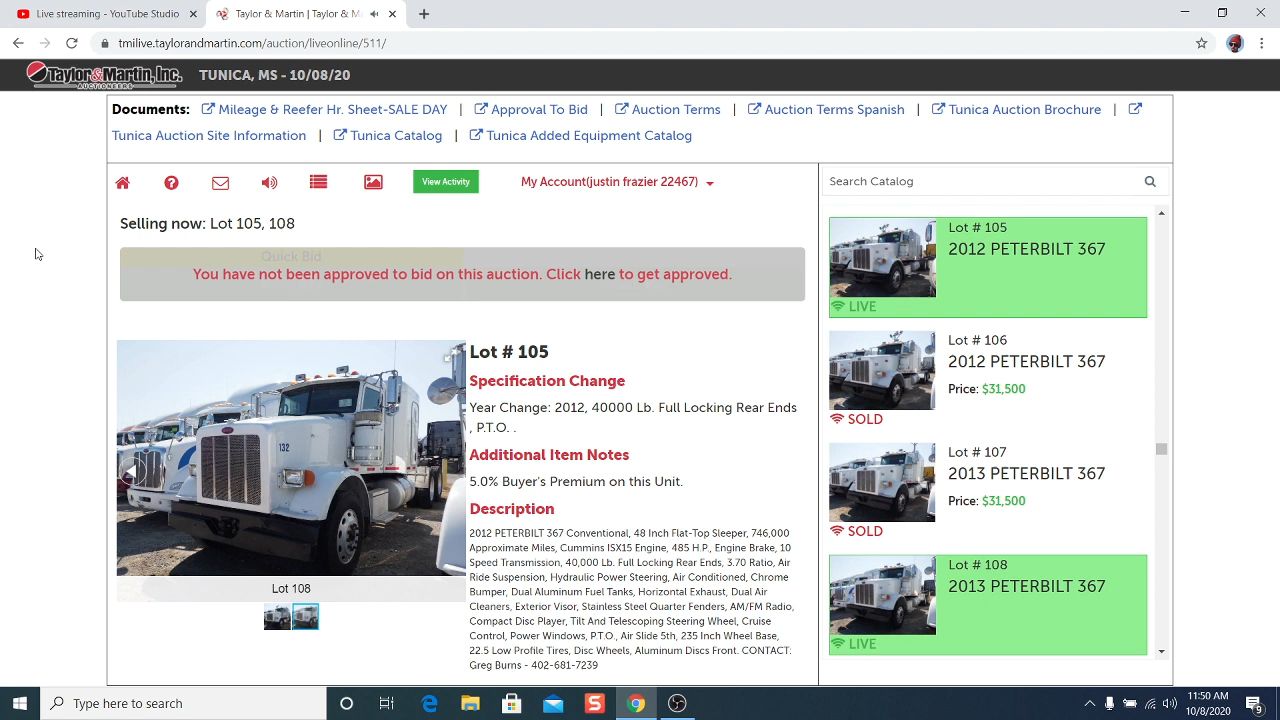 Live streaming - YouTube Studio
Taylor & Martin | Taylor & M
tmlive.taylorandmartin.com/auction/liveonline/511/
Taylor&Martin, Inc.
AUCTIONEERS
TUNICA, MS - 10/08/20
Documents: Mileage & Reefer Hr. Sheet-SALE DAY | Approval To Bid | Auction Terms | Auction Terms Spanish | Tunica Auction Brochure |
Tunica Auction Site Information | Tunica Catalog | Tunica Added Equipment Catalog
View Activity
My Account(justin frazier 22467)
Selling now: Lot 105, 108
Quick Bid
You have not been approved to bid on this auction. Click here to get approved.
132
Lot 108
Lot # 105
Specification Change
Year Change: 2012, 40000 Lb. Full Locking Rear Ends
, P.T.O. .
Additional Item Notes
5.0% Buyer's Premium on this Unit.
Description
2012 PETERBILT 367 Conventional, 48 Inch Flat-Top Sleeper, 746,000
Approximate Miles, Cummins ISX15 Engine, 485 H.P., Engine Brake, 10
Speed Transmission, 40,000 Lb. Full Locking Rear Ends, 3.70 Ratio, Air
Ride Suspension, Hydraulic Power Steering, Air Conditioned, Chrome
Bumper, Dual Aluminum Fuel Tanks, Horizontal Exhaust, Dual Air
Cleaners, Exterior Visor, Stainless Steel Quarter Fenders, AM/FM Radio,
Compact Disc Player, Tilt And Telescoping Steering Wheel, Cruise
Control, Power Windows, P.T.O., Air Slide 5th, 235 Inch Wheel Base,
22.5 Low Profile Tires, Disc Wheels, Aluminum Discs Front. CONTACT:
Greg Burns - 402-681-7239
Search Catalog
Lot # 105
2012 PETERBILT 367
LIVE
Lot # 106
2012 PETERBILT 367
Price: $31,500
SOLD
Lot # 107
2013 PETERBILT 367
Price: $31,500
SOLD
Lot # 108
2013 PETERBILT 367
LIVE
Type here to search
S
11:50 AM
10/8/2020
9